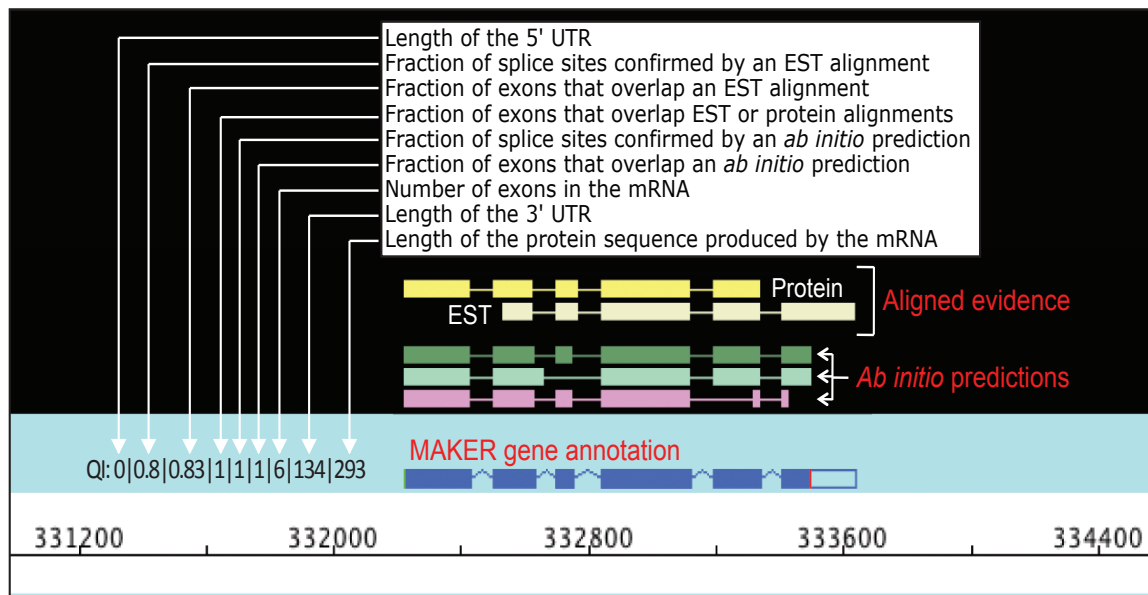 Length of the 5' UTR
Fraction of splice sites confirmed by an EST alignment
Fraction of exons that overlap an EST alignment
Fraction of exons that overlap EST or protein alignments
Fraction of splice sites confirmed by an ab initio prediction
Fraction of exons that overlap an ab initio prediction
Number of exons in the mRNA
Length of the 3' UTR
Length of the protein sequence produced by the mRNA
Protein
EST
Aligned evidence
Ab initio predictions
MAKER gene annotation
QI: 0|0.8|0.83|1|1|1|6|134|293
331200 332000 332800 333600 334400